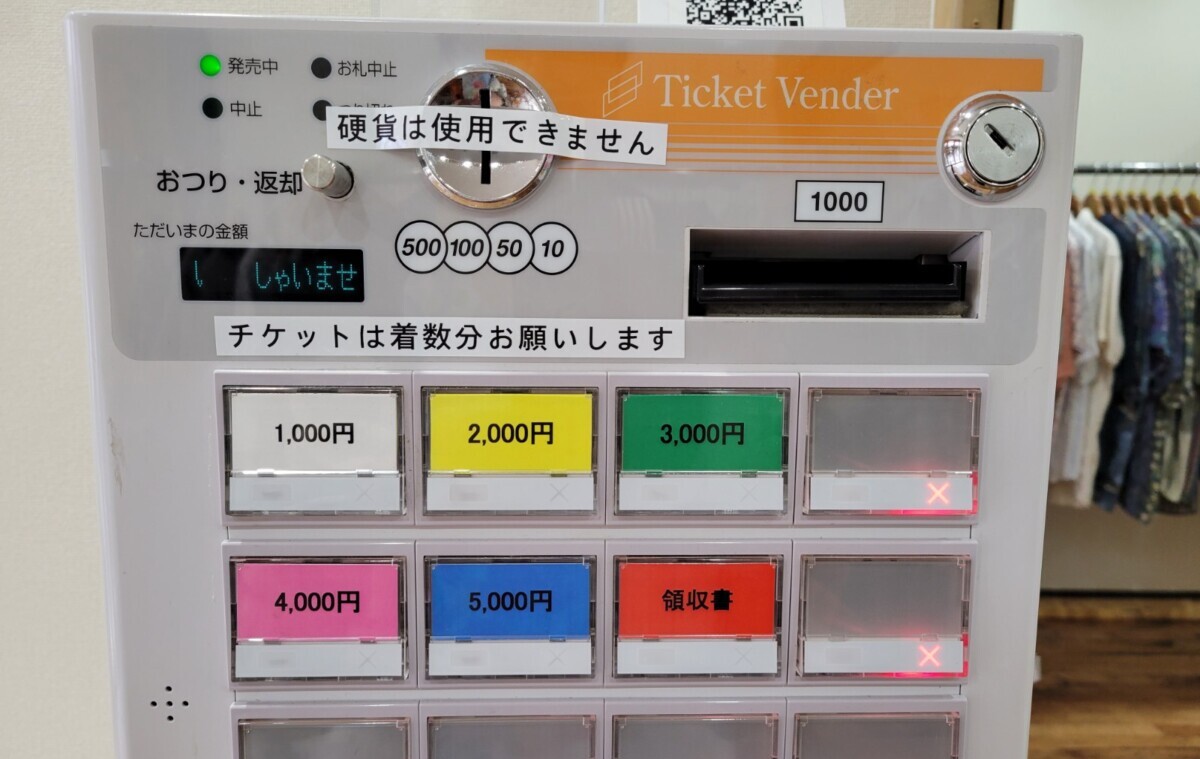 発売中 お札中止
Ticket Vender
中止
硬貨は使用できません
おつり・返却
1000
ただいまの金額
500 100 50 10
しゃいませ
チケットは着数分お願いします
1,000円 2,000円 3,000円
×
4,000円 5,000円 領収書
×